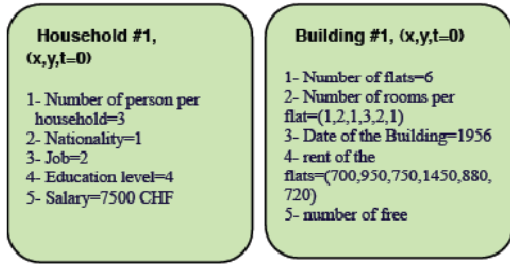 Household #1,
(x,y,t=0)
1- Number of person per
household=3
2- Nationality=1
3- Job=2
4- Education level=4
5- Salary=7500 CHF
Building #1, (x,y,t=0)
1- Number of flats=6
2- Number of rooms per
flat=(1,2,1,3,2,1)
3- Date of the Building=1956
4- rent of the
flats=(700,950,750,1450,880,
720)
5- number of free